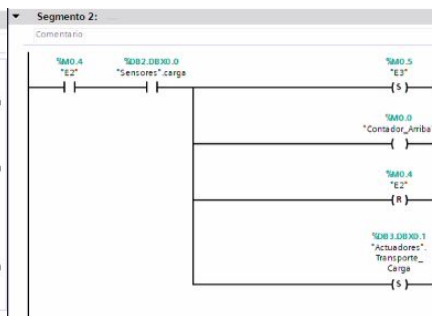 Segmento 2:
Comentario
%M0.4
"E2"
%DB2.DBX0.0
"Sensores".carga
%M0.5
"E3"
S
%M0.0
"Contador_Arriba
%M0.4
"E2"
R
%DB3.DBX0.1
"Actuadores".
Transporte_
Carga
S